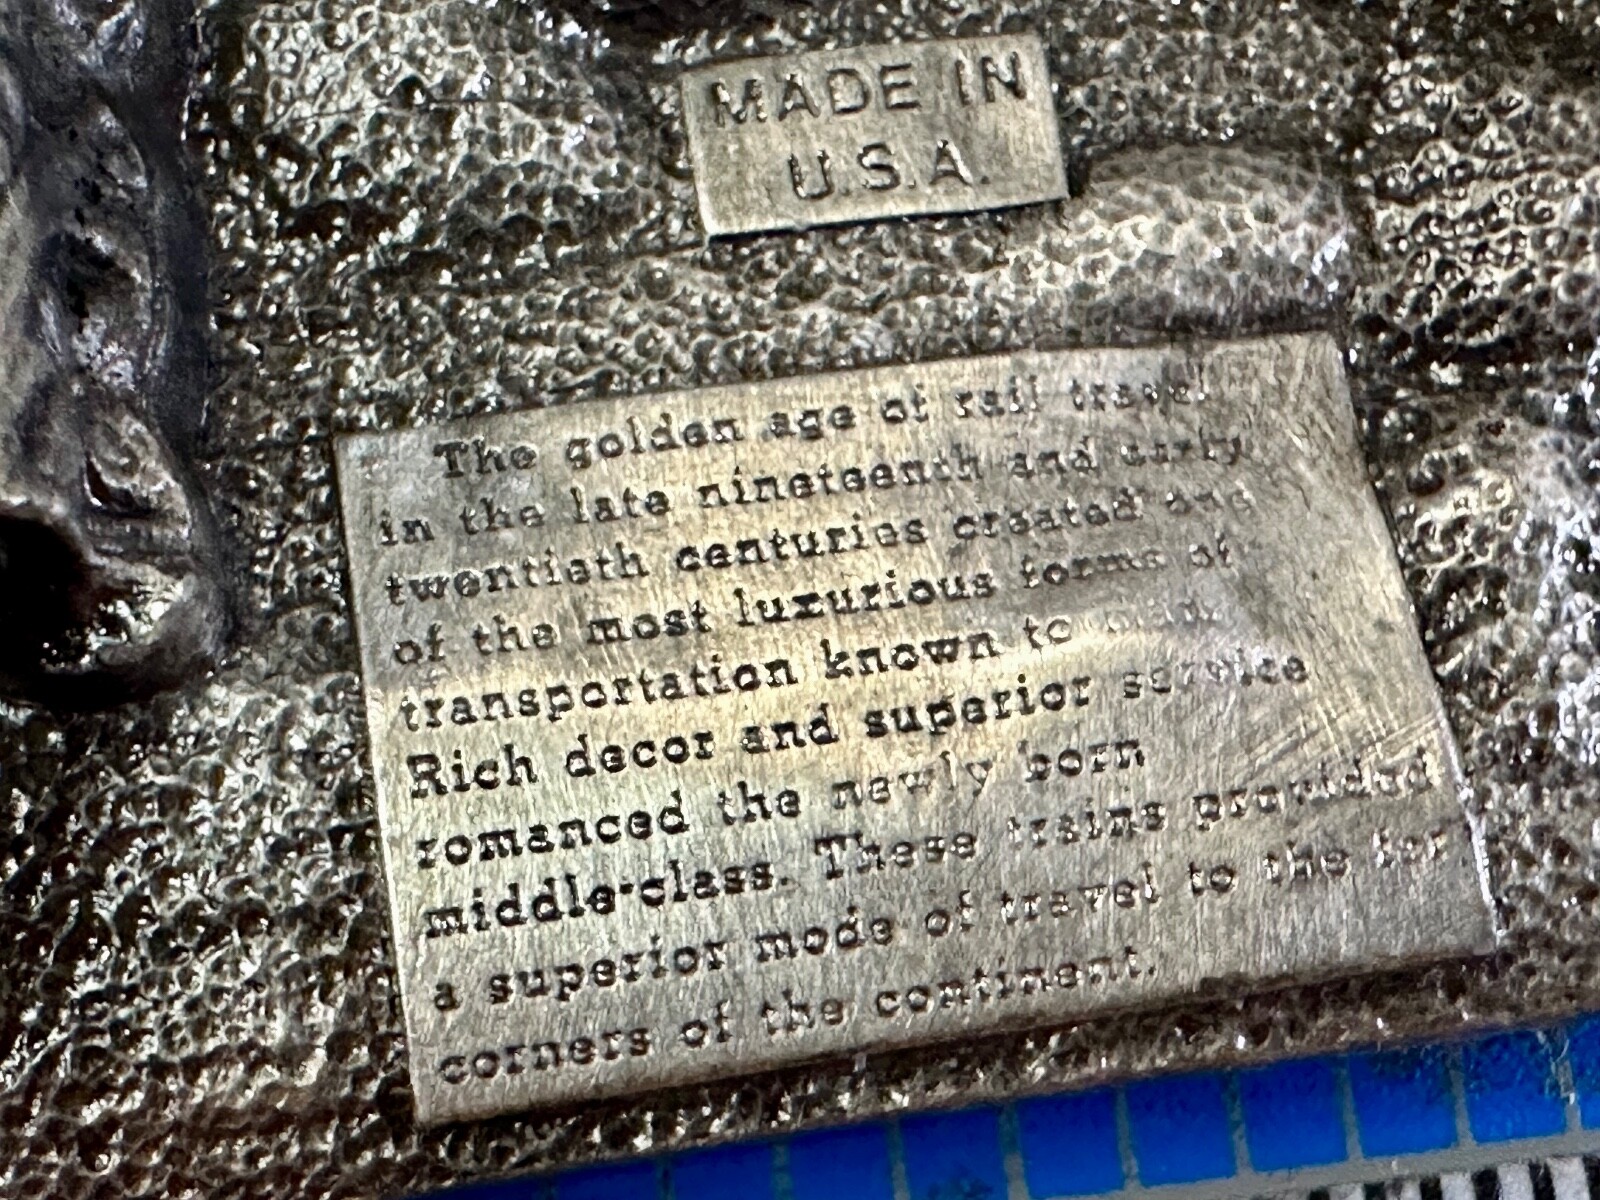 MADE IN
U.S.A.
The golden age of rail travel
in the late nineteenth and early
twentieth centuries created one
of the most luxurious forms of
transportation known to man.
Rich decor and superior service
romanced the newly born
middle-class. These trains provided
a superior mode of travel to the far
corners of the continent.